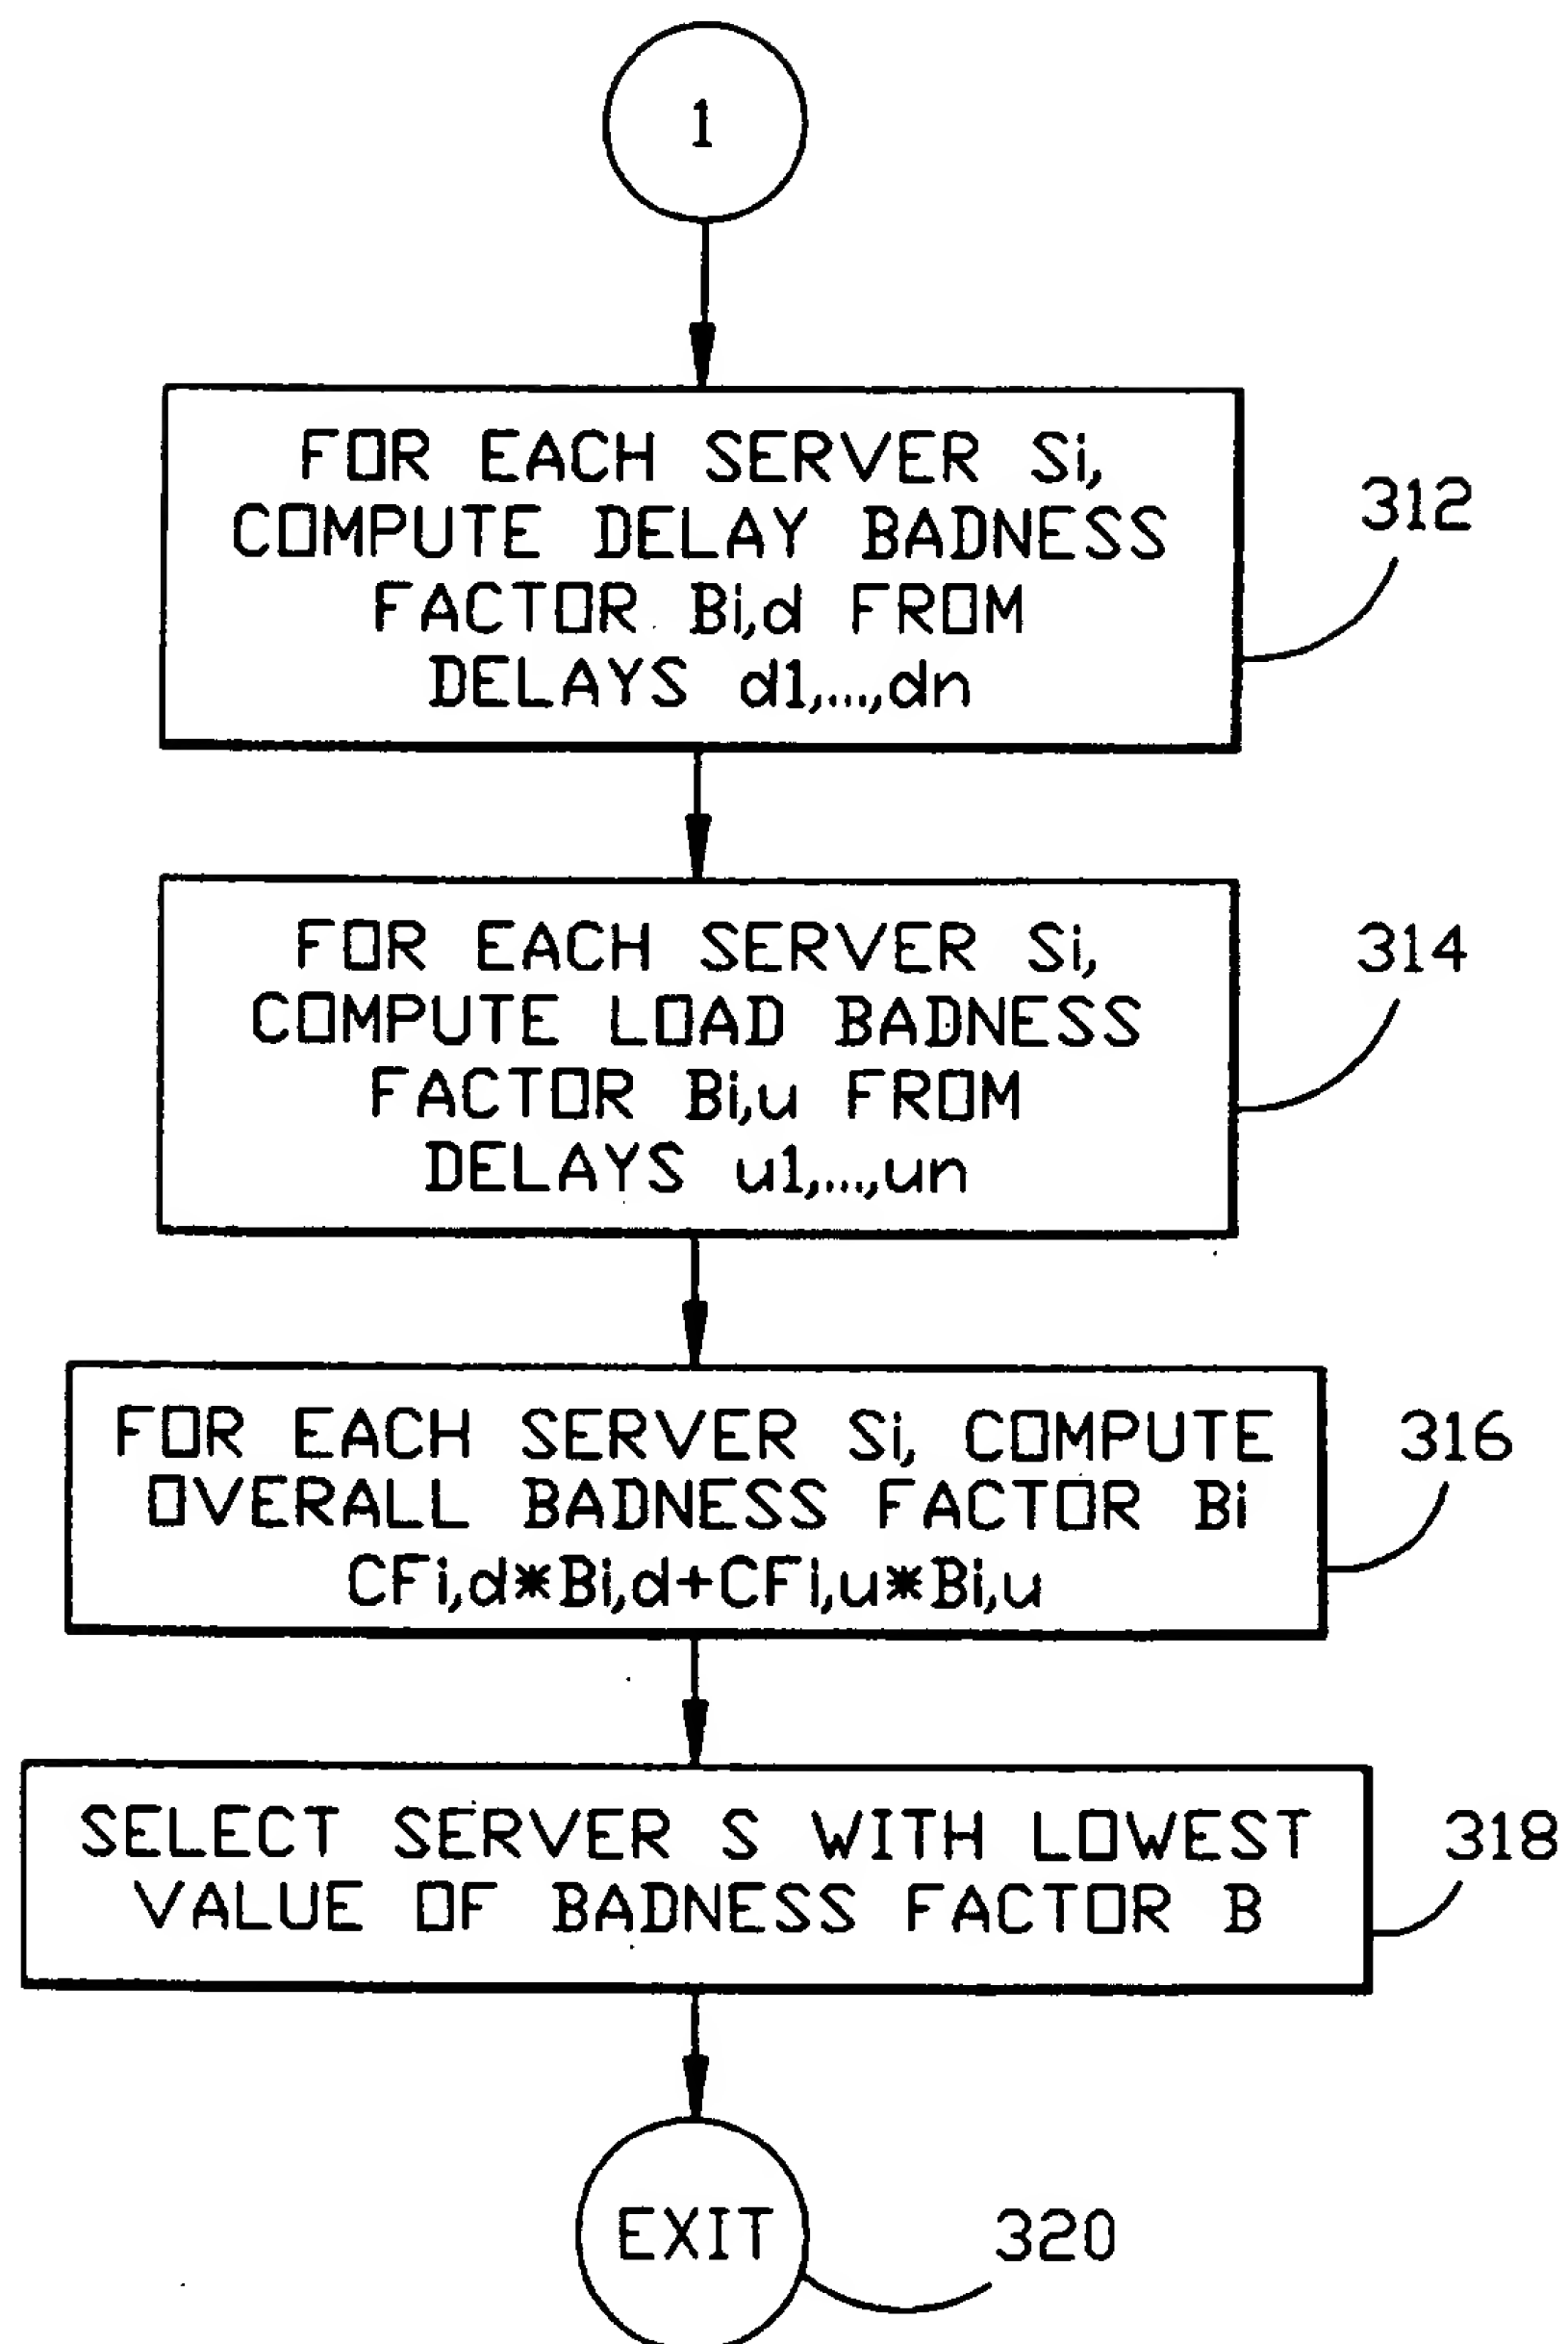 1
FOR EACH SERVER Si,
COMPUTE DELAY BADNESS
FACTOR Bi,d FROM
DELAYS d1,...,dn
312
FOR EACH SERVER Si,
COMPUTE LOAD BADNESS
FACTOR Bi,u FROM
DELAYS u1,...,un
314
FOR EACH SERVER Si, COMPUTE
OVERALL BADNESS FACTOR Bi
CFi,d*Bi,d+CFi,u*Bi,u
316
SELECT SERVER S WITH LOWEST
VALUE OF BADNESS FACTOR B
318
EXIT
320